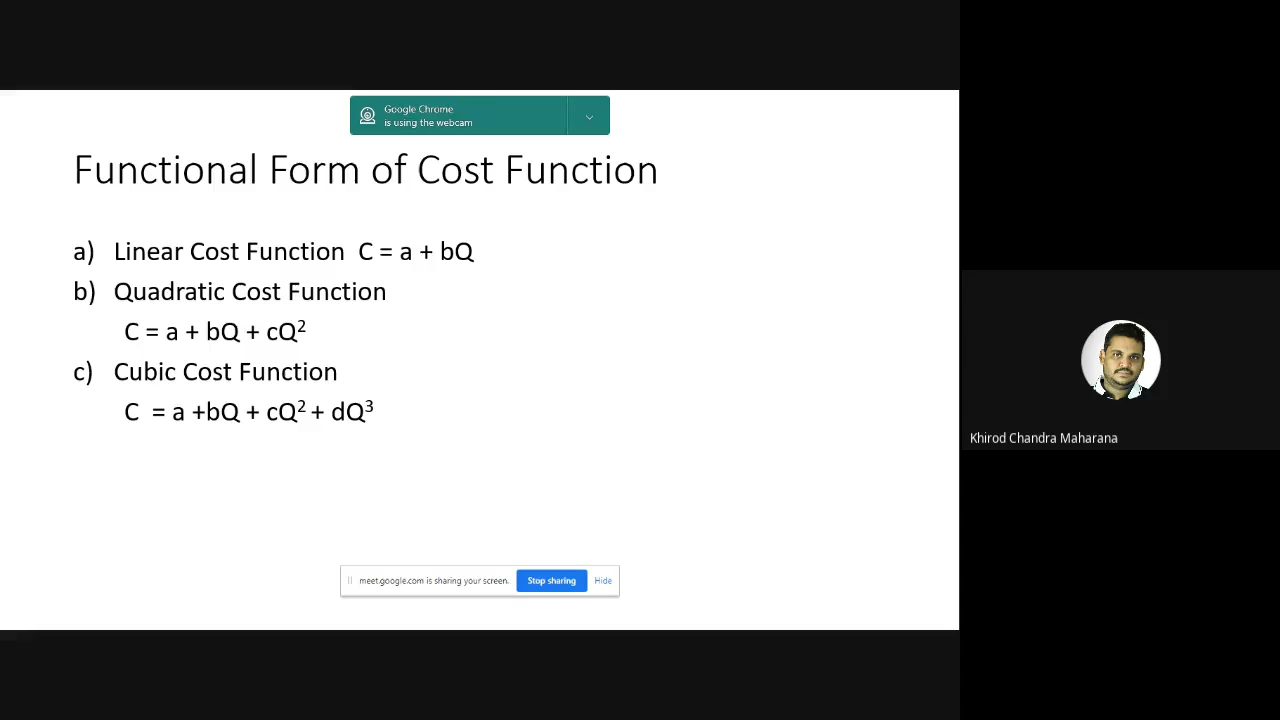 Google Chrome
is using the webcam
Functional Form of Cost Function
a) Linear Cost Function C = a + bQ
b) Quadratic Cost Function
C = a + bQ + cQ²
c) Cubic Cost Function
C = a +bQ + cQ² + dQ³
Khirod Chandra Maharana
meet.google.com is sharing your screen. Stop sharing Hide